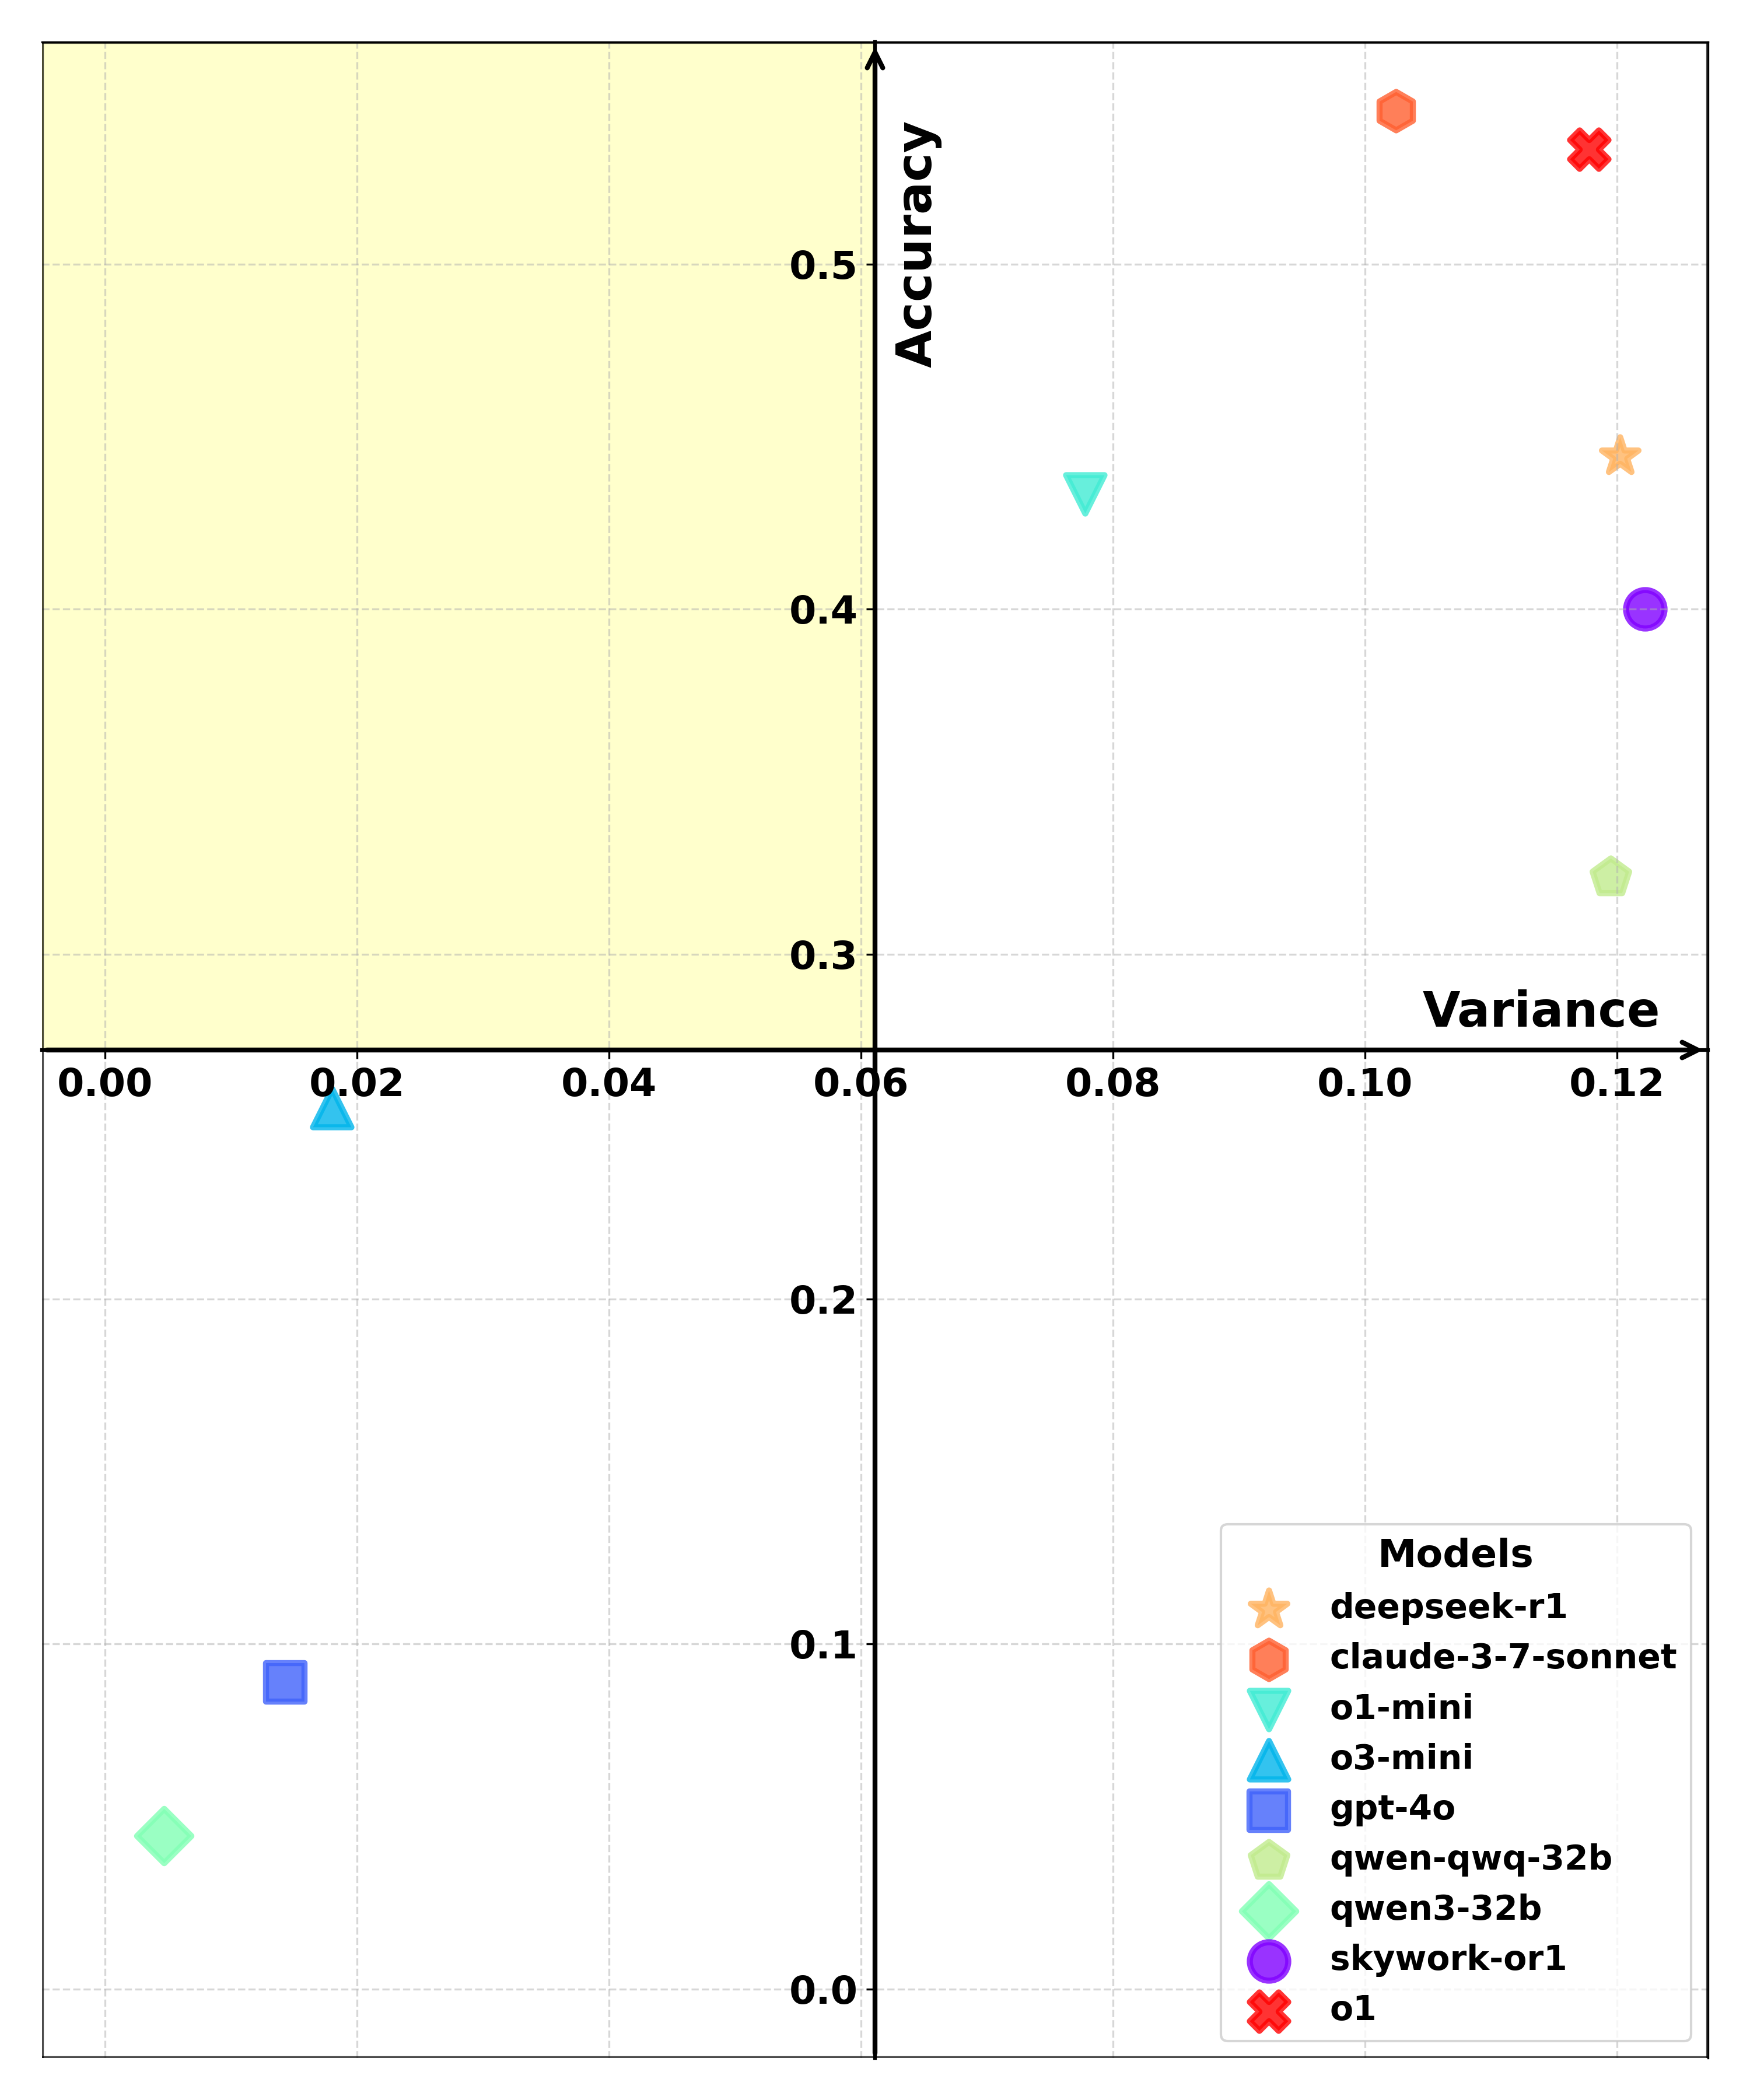 Accuracy
0.5
0.4
0.3
Variance
0.00 0.02 0.04 0.06 0.08 0.10 0.12
0.2
0.1
0.0
Models
deepseek-r1
claude-3-7-sonnet
o1-mini
o3-mini
gpt-4o
qwen-qwq-32b
qwen3-32b
skywork-or1
o1